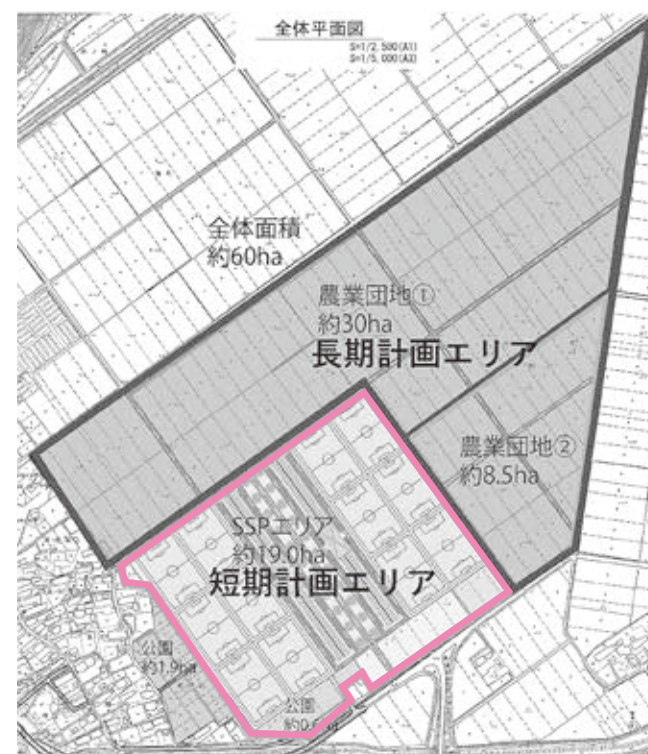 全体平面図
S=1/2,500(A1)
S=1/5,000(A3)
全体面積
約60ha
農業団地①
約30ha
長期計画エリア
農業団地②
約8.5ha
SSPエリア
約19.0ha
短期計画エリア
公園
約1.9ha
公園